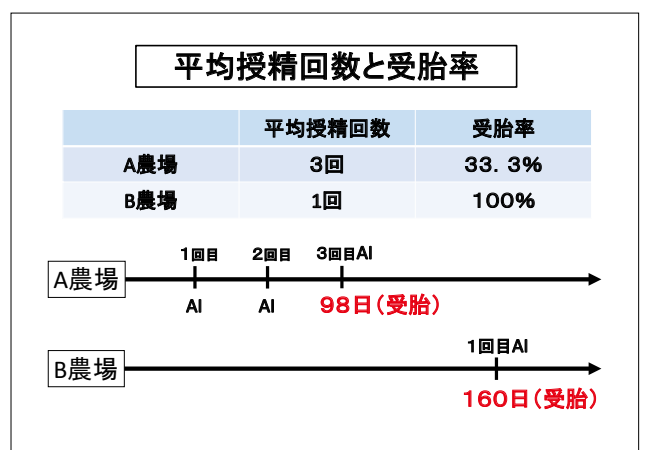 平均授精回数と受胎率
平均授精回数 受胎率
A農場 3回 33.3%
B農場 1回 100%
1回目 2回目 3回目AI
A農場
AI AI 98日(受胎)
1回目AI
B農場
160日(受胎)